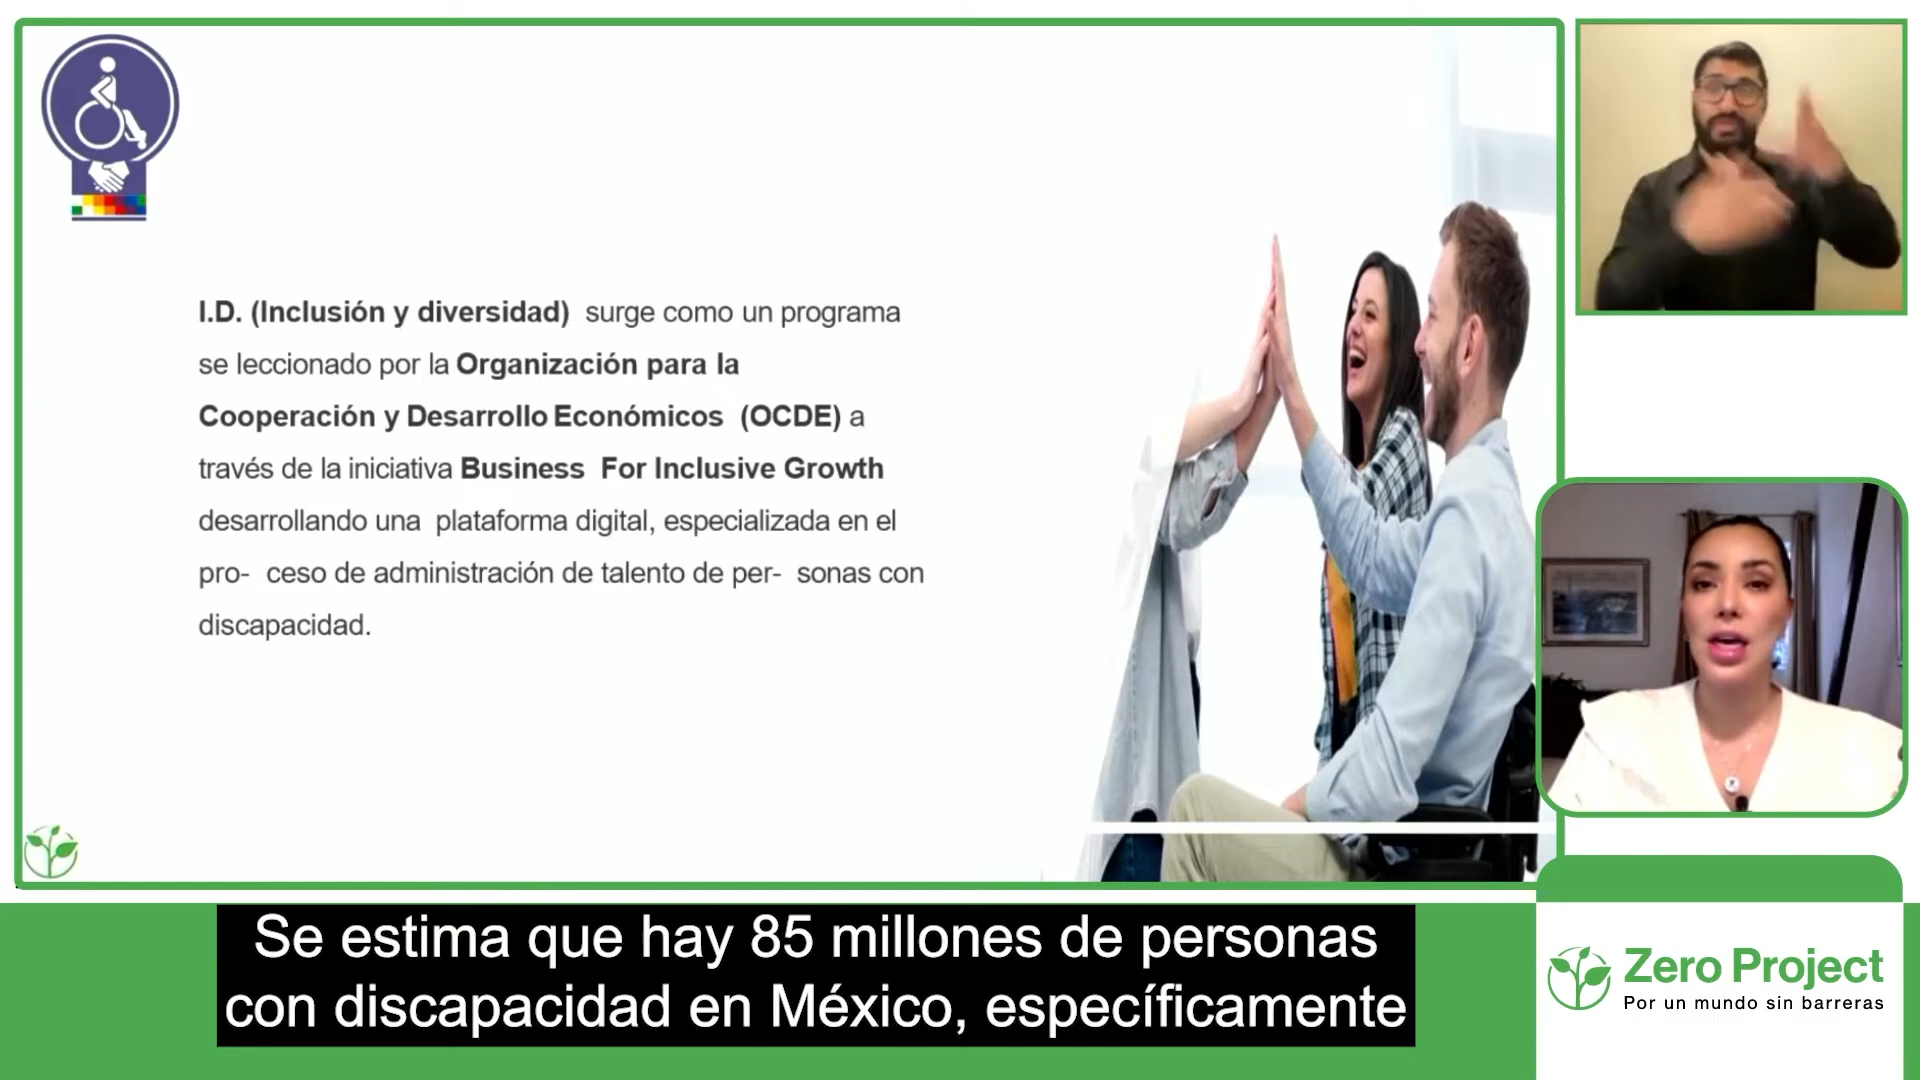 I.D. (Inclusión y diversidad) surge como un programa
se leccionado por la Organización para la
Cooperación y Desarrollo Económicos (OCDE) a
través de la iniciativa Business For Inclusive Growth
desarrollando una plataforma digital, especializada en el
pro- ceso de administración de talento de per- sonas con
discapacidad.
Se estima que hay 85 millones de personas
con discapacidad en México, específicamente
Zero Project
Por un mundo sin barreras